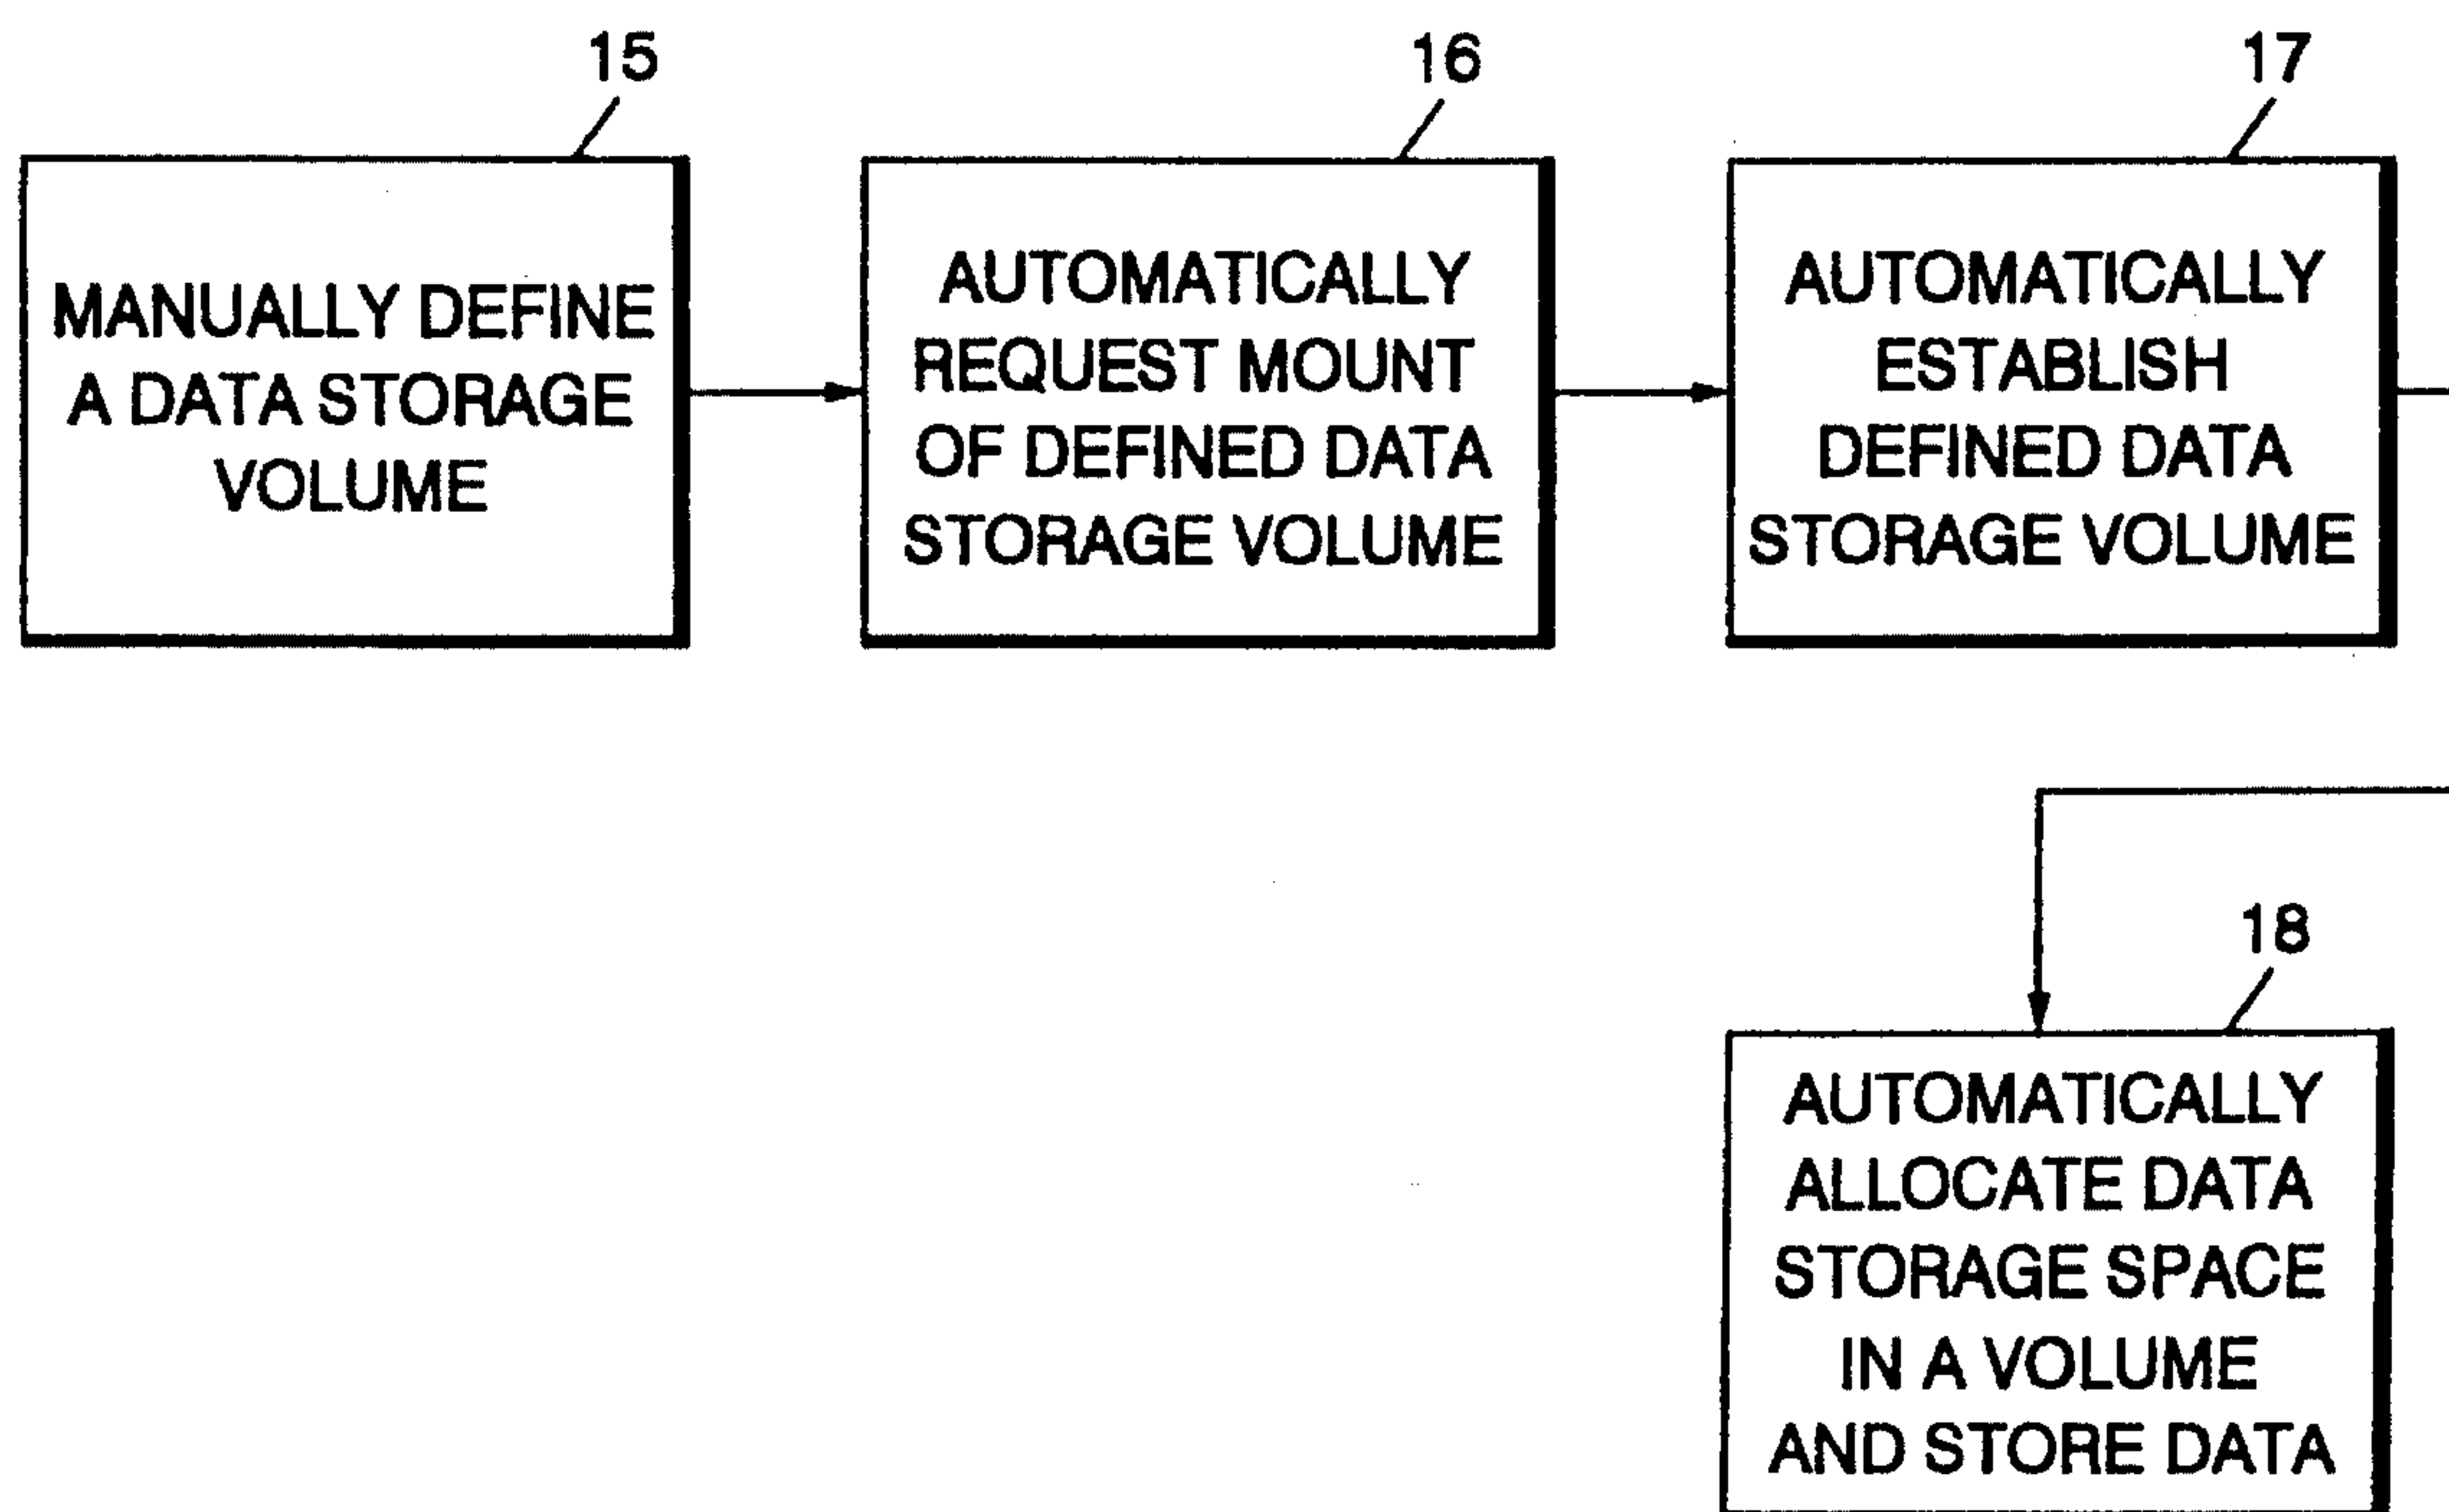 15
MANUALLY DEFINE
A DATA STORAGE
VOLUME
16
AUTOMATICALLY
REQUEST MOUNT
OF DEFINED DATA
STORAGE VOLUME
17
AUTOMATICALLY
ESTABLISH
DEFINED DATA
STORAGE VOLUME
18
AUTOMATICALLY
ALLOCATE DATA
STORAGE SPACE
IN A VOLUME
AND STORE DATA